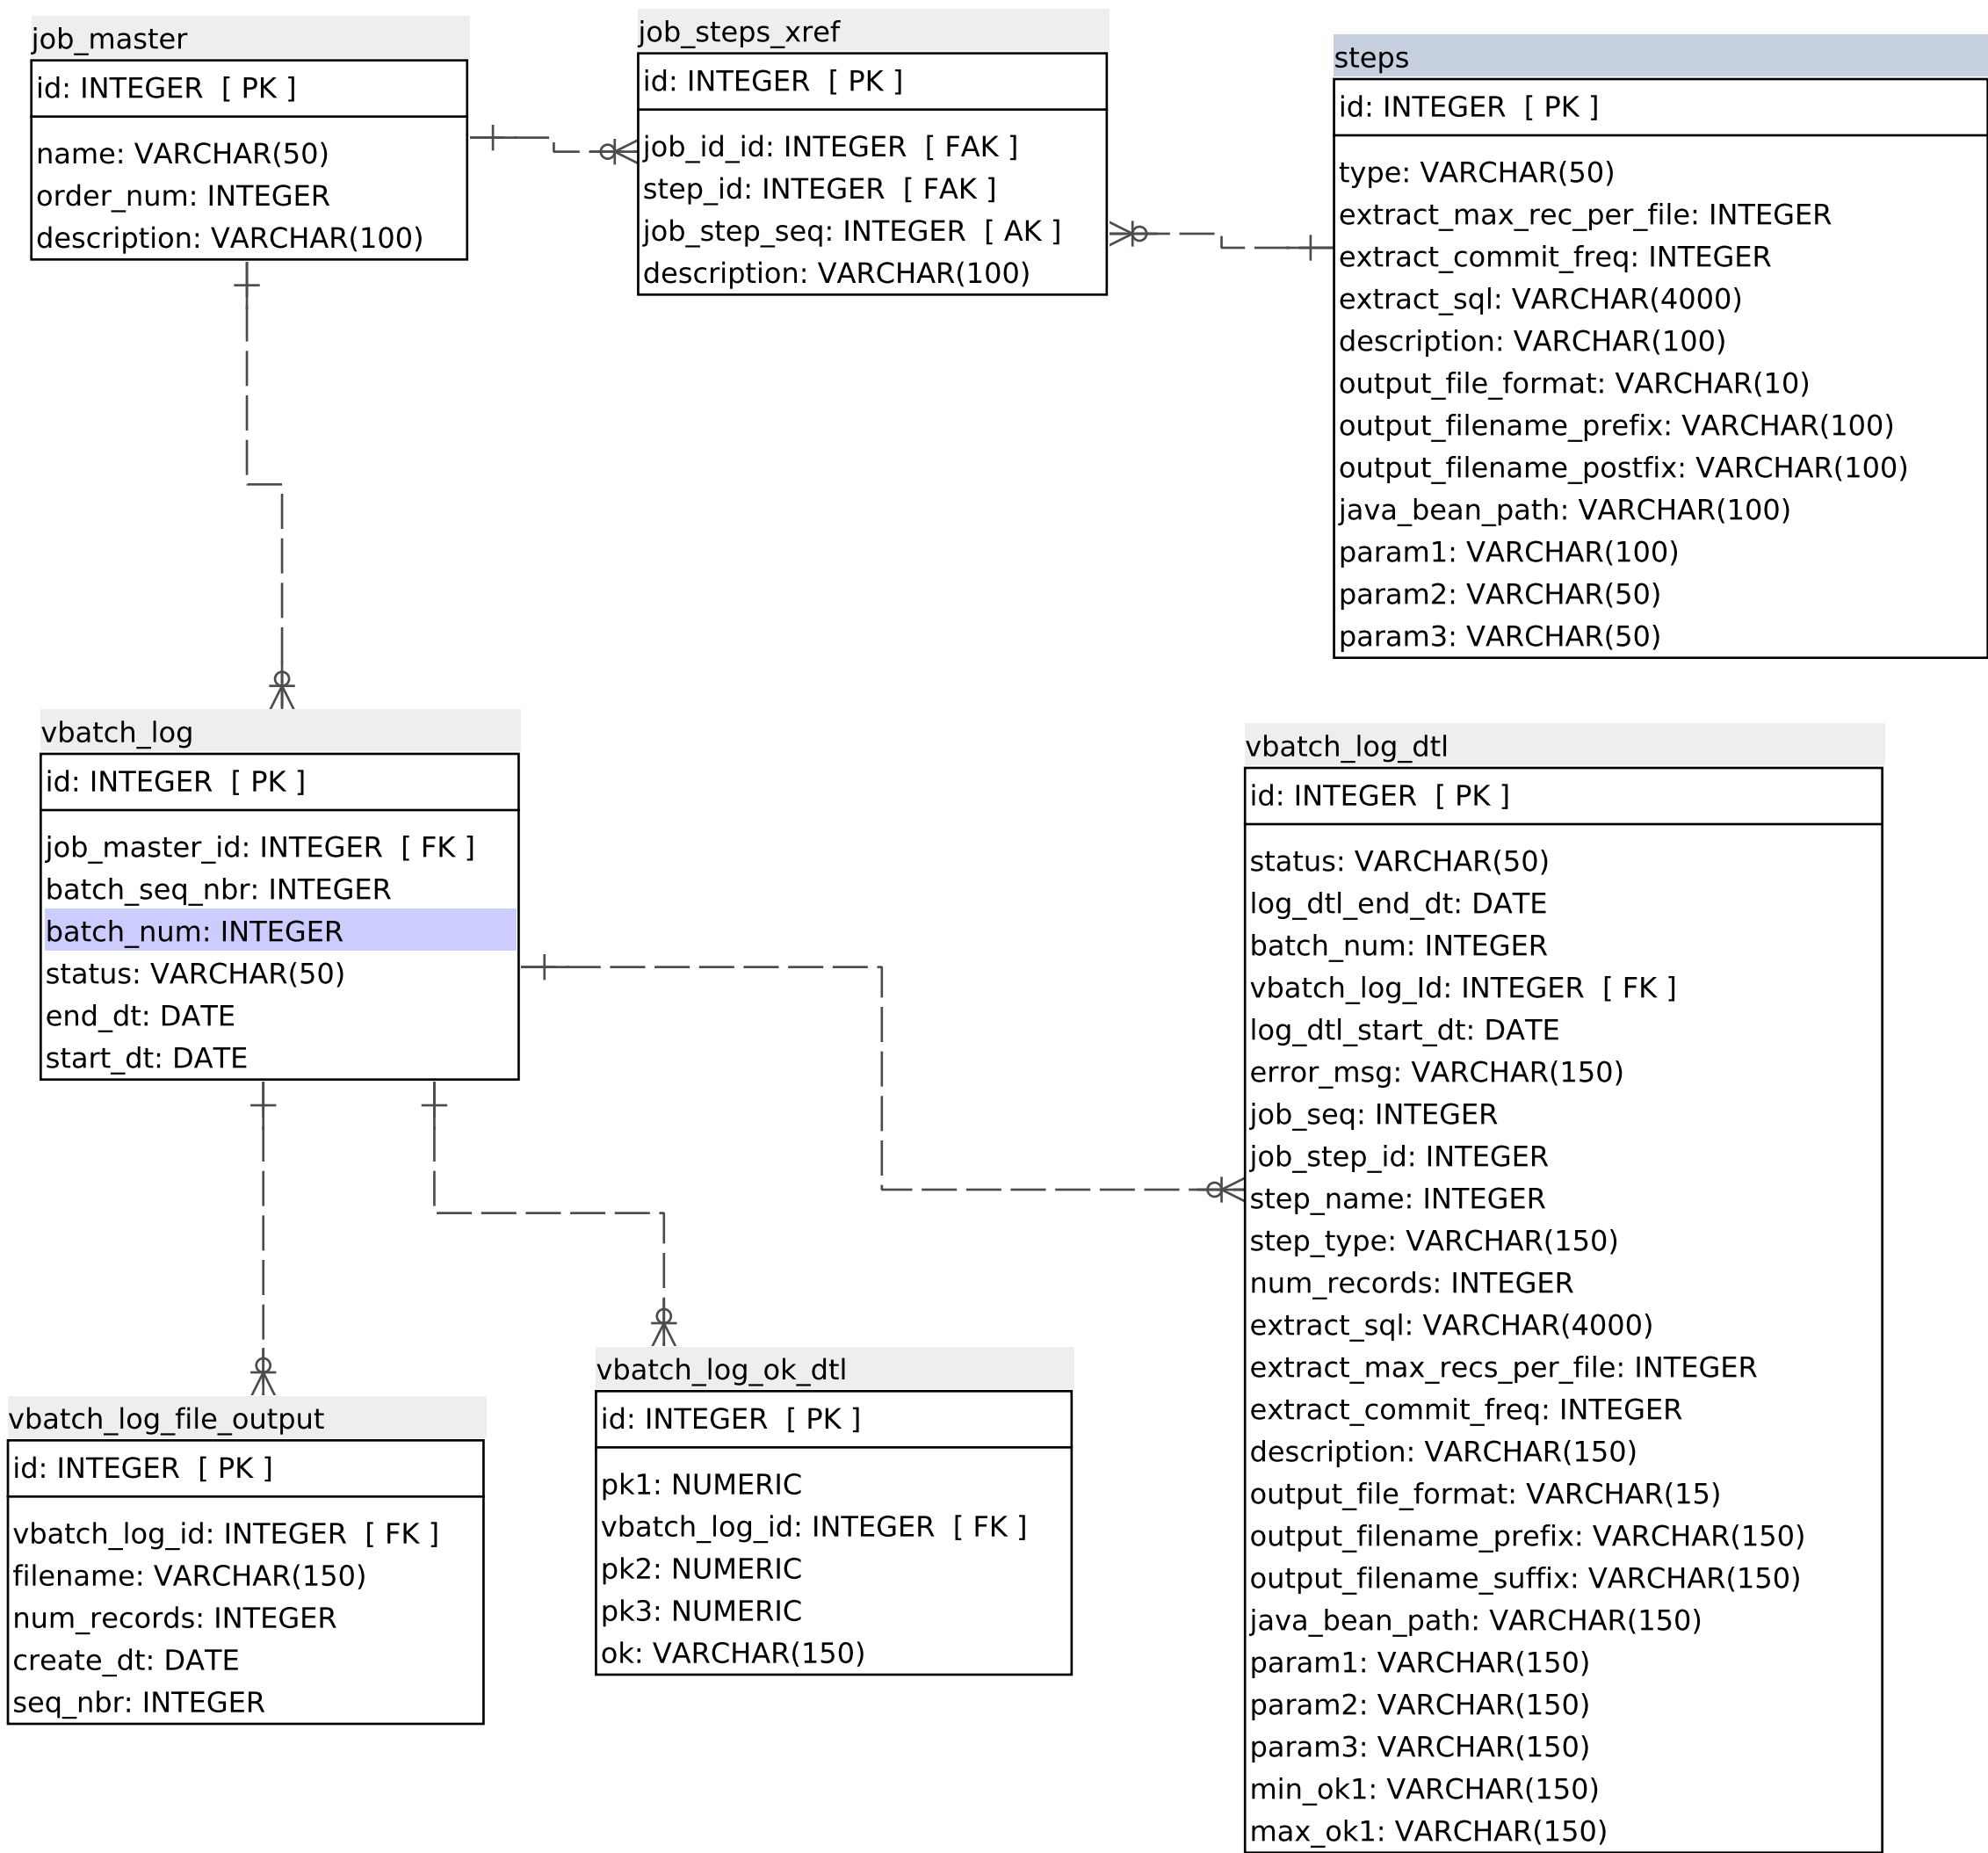 job_master
id: INTEGER  [ PK ]
name: VARCHAR(50)
order_num: INTEGER
description: VARCHAR(100)
job_steps_xref
id: INTEGER  [ PK ]
job_id_id: INTEGER  [ FAK ]
step_id: INTEGER  [ FAK ]
job_step_seq: INTEGER  [ AK ]
description: VARCHAR(100)
steps
id: INTEGER  [ PK ]
type: VARCHAR(50)
extract_max_rec_per_file: INTEGER
extract_commit_freq: INTEGER
extract_sql: VARCHAR(4000)
description: VARCHAR(100)
output_file_format: VARCHAR(10)
output_filename_prefix: VARCHAR(100)
output_filename_postfix: VARCHAR(100)
java_bean_path: VARCHAR(100)
param1: VARCHAR(100)
param2: VARCHAR(50)
param3: VARCHAR(50)
vbatch_log
id: INTEGER  [ PK ]
job_master_id: INTEGER  [ FK ]
batch_seq_nbr: INTEGER
batch_num: INTEGER
status: VARCHAR(50)
end_dt: DATE
start_dt: DATE
vbatch_log_dtl
id: INTEGER  [ PK ]
status: VARCHAR(50)
log_dtl_end_dt: DATE
batch_num: INTEGER
vbatch_log_Id: INTEGER  [ FK ]
log_dtl_start_dt: DATE
error_msg: VARCHAR(150)
job_seq: INTEGER
job_step_id: INTEGER
step_name: INTEGER
step_type: VARCHAR(150)
num_records: INTEGER
extract_sql: VARCHAR(4000)
extract_max_recs_per_file: INTEGER
extract_commit_freq: INTEGER
description: VARCHAR(150)
output_file_format: VARCHAR(15)
output_filename_prefix: VARCHAR(150)
output_filename_suffix: VARCHAR(150)
java_bean_path: VARCHAR(150)
param1: VARCHAR(150)
param2: VARCHAR(150)
param3: VARCHAR(150)
min_ok1: VARCHAR(150)
max_ok1: VARCHAR(150)
vbatch_log_file_output
id: INTEGER  [ PK ]
vbatch_log_id: INTEGER  [ FK ]
filename: VARCHAR(150)
num_records: INTEGER
create_dt: DATE
seq_nbr: INTEGER
vbatch_log_ok_dtl
id: INTEGER  [ PK ]
pk1: NUMERIC
vbatch_log_id: INTEGER  [ FK ]
pk2: NUMERIC
pk3: NUMERIC
ok: VARCHAR(150)